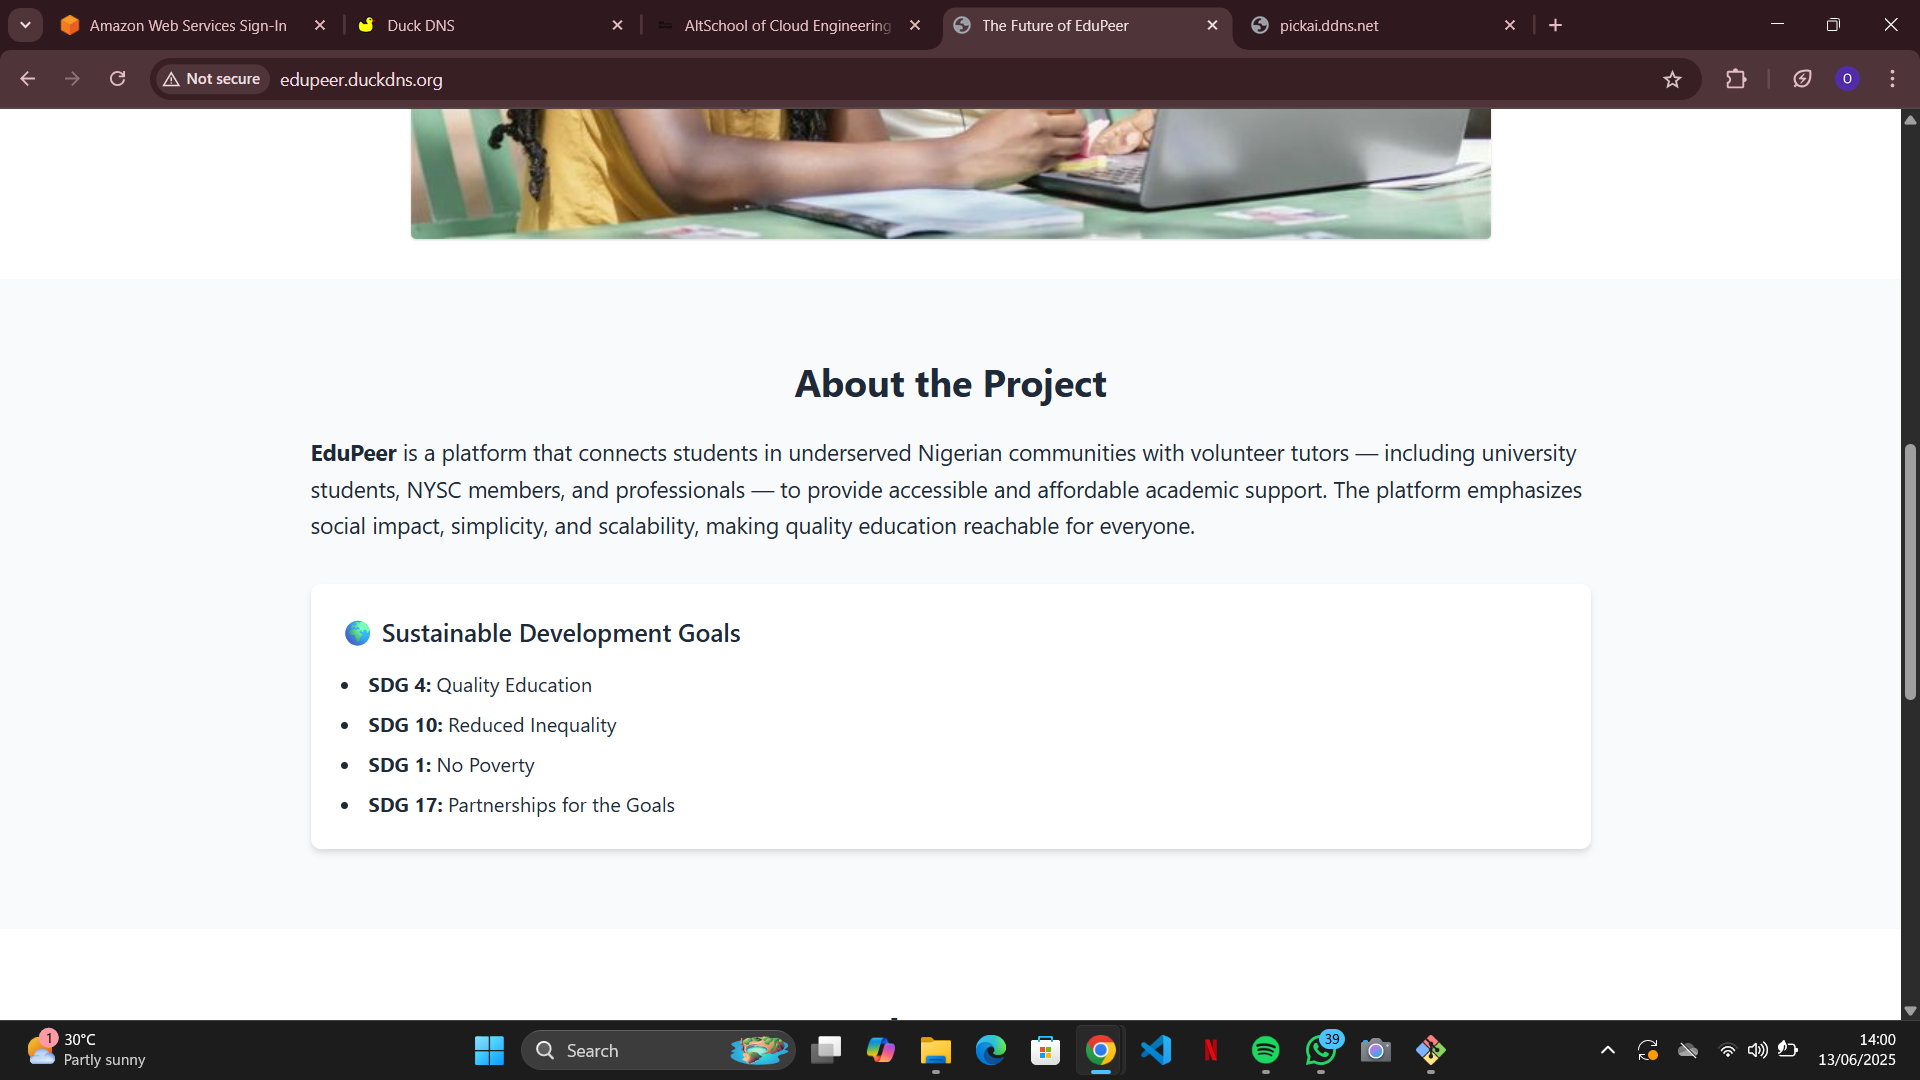 Amazon Web Services Sign-In
Duck DNS
AltSchool of Cloud Engineering
The Future of EduPeer
pickai.ddns.net
Not secure
edupeer.duckdns.org
O
About the Project
EduPeer is a platform that connects students in underserved Nigerian communities with volunteer tutors — including university
students, NYSC members, and professionals — to provide accessible and affordable academic support. The platform emphasizes
social impact, simplicity, and scalability, making quality education reachable for everyone.
🌍 Sustainable Development Goals
• SDG 4: Quality Education
• SDG 10: Reduced Inequality
• SDG 1: No Poverty
• SDG 17: Partnerships for the Goals
1
30°C
Partly sunny
Search
N
39
14:00
13/06/2025